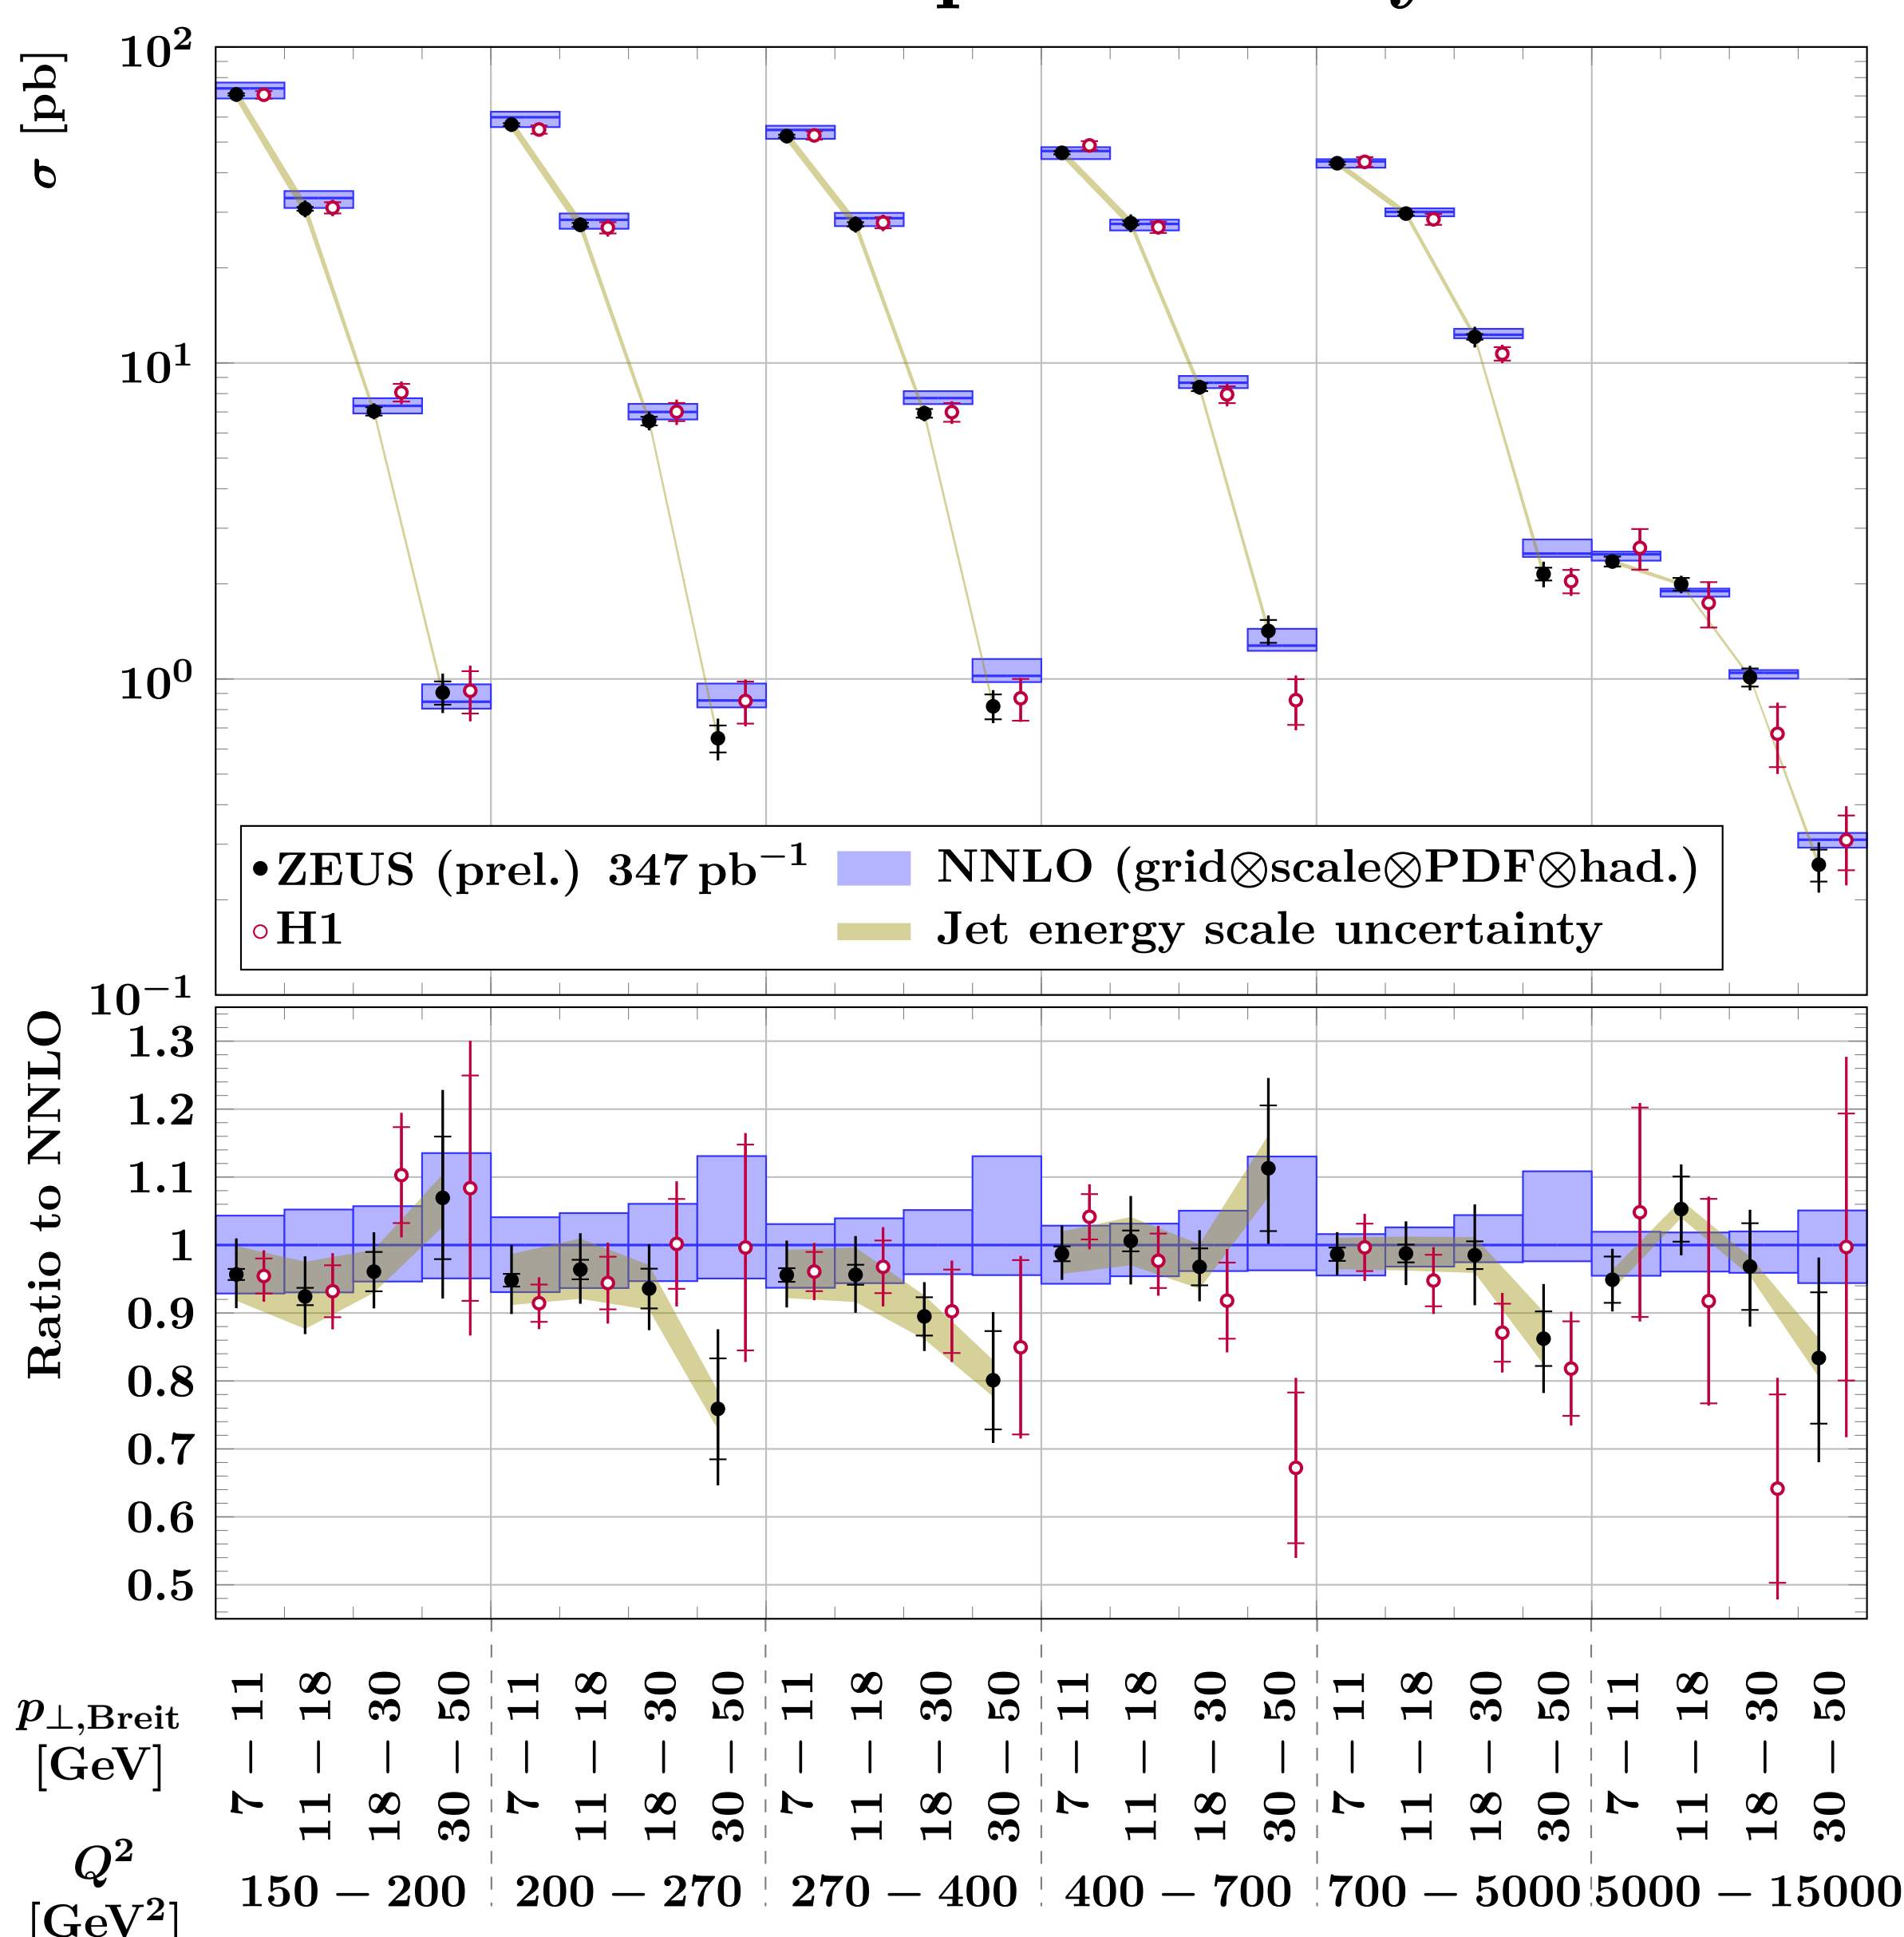 σ [pb]
10²
10¹
10⁰
10⁻¹
ZEUS (prel.) 347 pb⁻¹
NNLO (grid⊗scale⊗PDF⊗had.)
H1
Jet energy scale uncertainty
Ratio to NNLO
1.3
1.2
1.1
1
0.9
0.8
0.7
0.6
0.5
p⊥,Breit
[GeV]
7 – 11
11 – 18
18 – 30
30 – 50
7 – 11
11 – 18
18 – 30
30 – 50
7 – 11
11 – 18
18 – 30
30 – 50
7 – 11
11 – 18
18 – 30
30 – 50
7 – 11
11 – 18
18 – 30
30 – 50
7 – 11
11 – 18
18 – 30
30 – 50
Q²
[GeV²]
150 – 200
200 – 270
270 – 400
400 – 700
700 – 5000
5000 – 15000